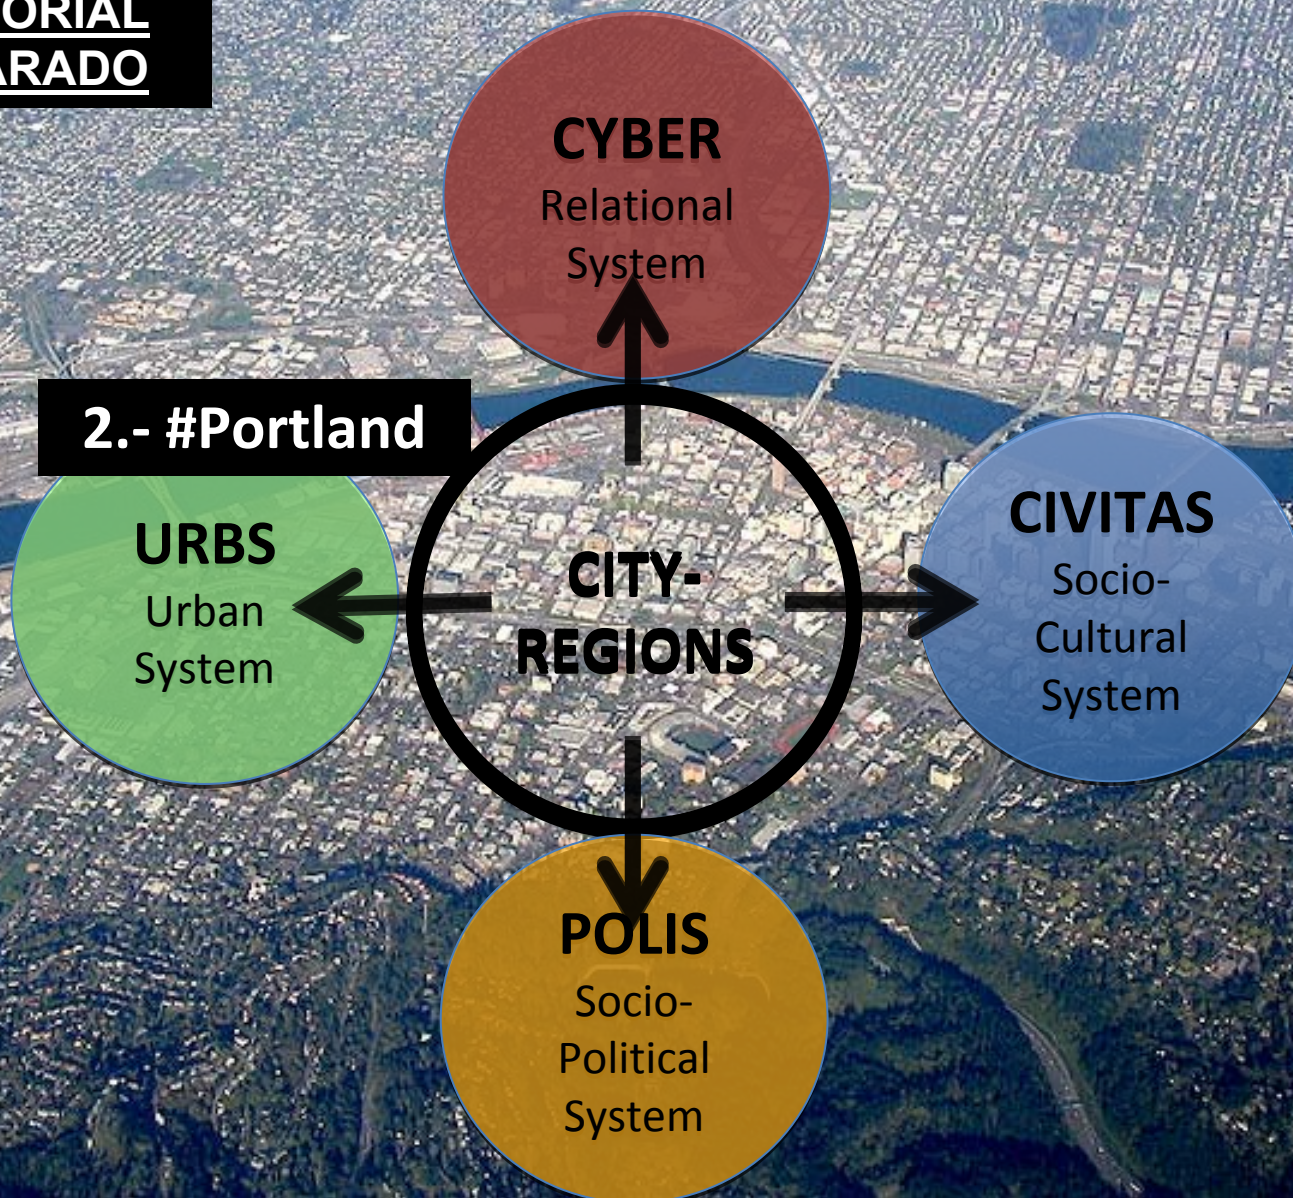 ORIAL
ARADO
CYBER
Relational
System
2.- #Portland
URBS
Urban
System
CITY-
REGIONS
CIVITAS
Socio-
Cultural
System
POLIS
Socio-
Political
System